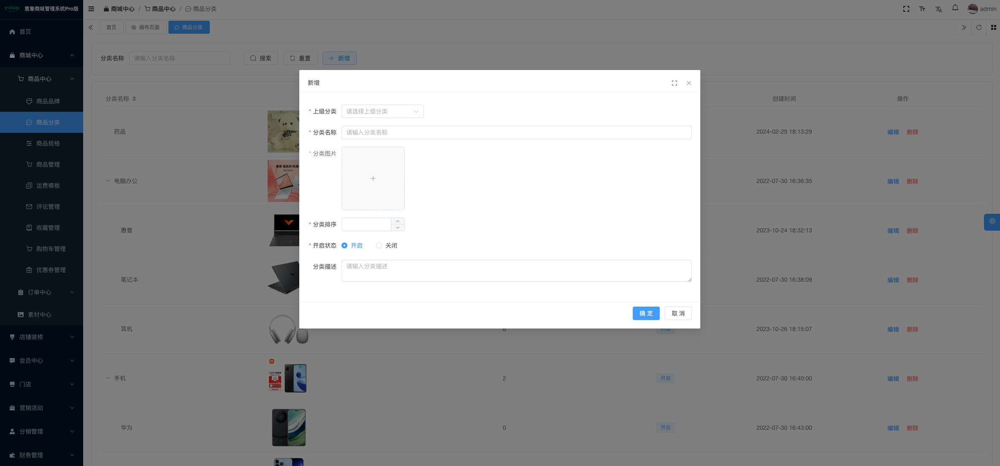 yshop 意象商城管理系统Pro版
商城中心 / 商品中心 / 商品分类
admin
首页
画布页面
商品分类
首页
商城中心
商品中心
商品品牌
商品分类
商品规格
商品管理
运费模板
评论管理
收藏管理
购物车管理
优惠券管理
订单中心
素材中心
店铺装修
会员中心
门店
营销活动
分销管理
财务管理
分类名称 请输入分类名称 搜索 重置 新增
分类名称 创建时间 操作
药品 2024-02-25 18:13:29 编辑 删除
电脑办公 2022-07-30 16:36:35 编辑 删除
惠普 2023-10-24 18:32:13 编辑 删除
笔记本 2022-07-30 16:38:09 编辑 删除
耳机 6 开启 2023-10-26 18:15:07 编辑 删除
手机 2 开启 2022-07-30 16:40:00 编辑 删除
华为 0 开启 2022-07-30 16:43:00 编辑 删除
新增
* 上级分类 请选择上级分类
* 分类名称 请输入分类名称
* 分类图片
* 分类排序
* 开启状态 开启 关闭
分类描述 请输入分类描述
确定 取消